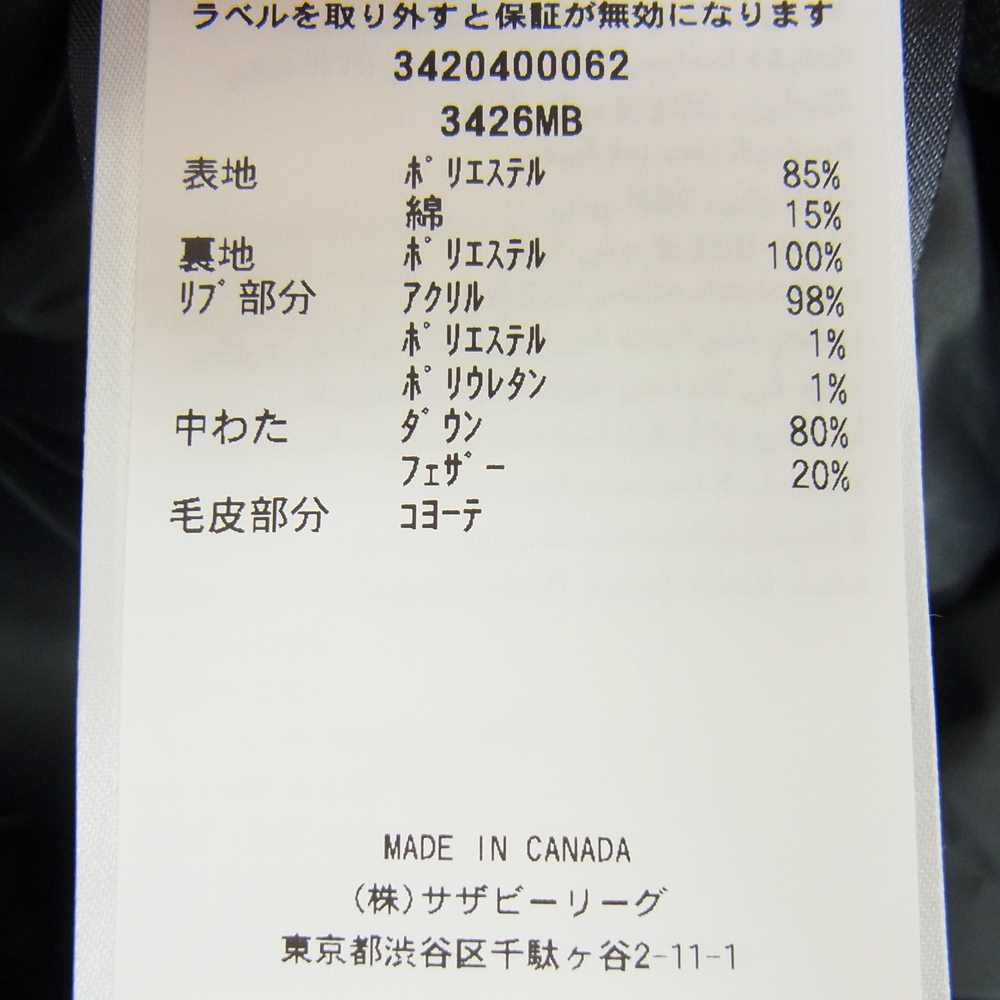 ラベルを取り外すと保証が無効になります
3420400062
3426MB
表地 ﾎﾟﾘｴｽﾃﾙ 85%
綿 15%
裏地 ﾎﾟﾘｴｽﾃﾙ 100%
ﾘﾌﾞ部分 ｱｸﾘﾙ 98%
ﾎﾟﾘｴｽﾃﾙ 1%
ﾎﾟﾘｳﾚﾀﾝ 1%
中わた ﾀﾞｳﾝ 80%
ﾌｪｻﾞｰ 20%
毛皮部分 ｺﾖｰﾃ
MADE IN CANADA
(株)サザビーリーグ
東京都渋谷区千駄ヶ谷2-11-1